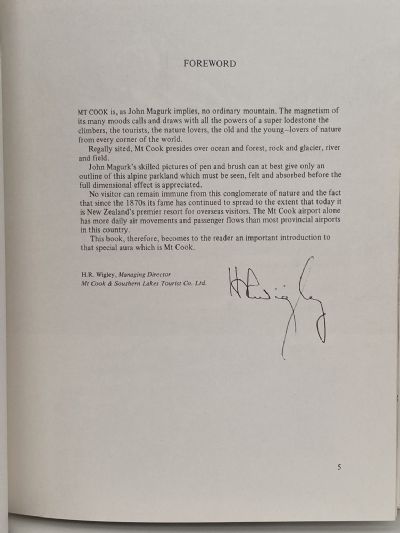 FOREWORD
MT COOK is, as John Magurk implies, no ordinary mountain. The magnetism of
its many moods calls and draws with all the powers of a super lodestone the
climbers, the tourists, the nature lovers, the old and the young—lovers of nature
from every corner of the world.
Regally sited, Mt Cook presides over ocean and forest, rock and glacier, river
and field.
John Magurk's skilled pictures of pen and brush can at best give only an
outline of this alpine parkland which must be seen, felt and absorbed before the
full dimensional effect is appreciated.
No visitor can remain immune from this conglomerate of nature and the fact
that since the 1870s its fame has continued to spread to the extent that today it
is New Zealand's premier resort for overseas visitors. The Mt Cook airport alone
has more daily air movements and passenger flows than most provincial airports
in this country.
This book, therefore, becomes to the reader an important introduction to
that special aura which is Mt Cook.
H.R. Wigley, Managing Director
Mt Cook & Southern Lakes Tourist Co. Ltd.
HRWigley
5